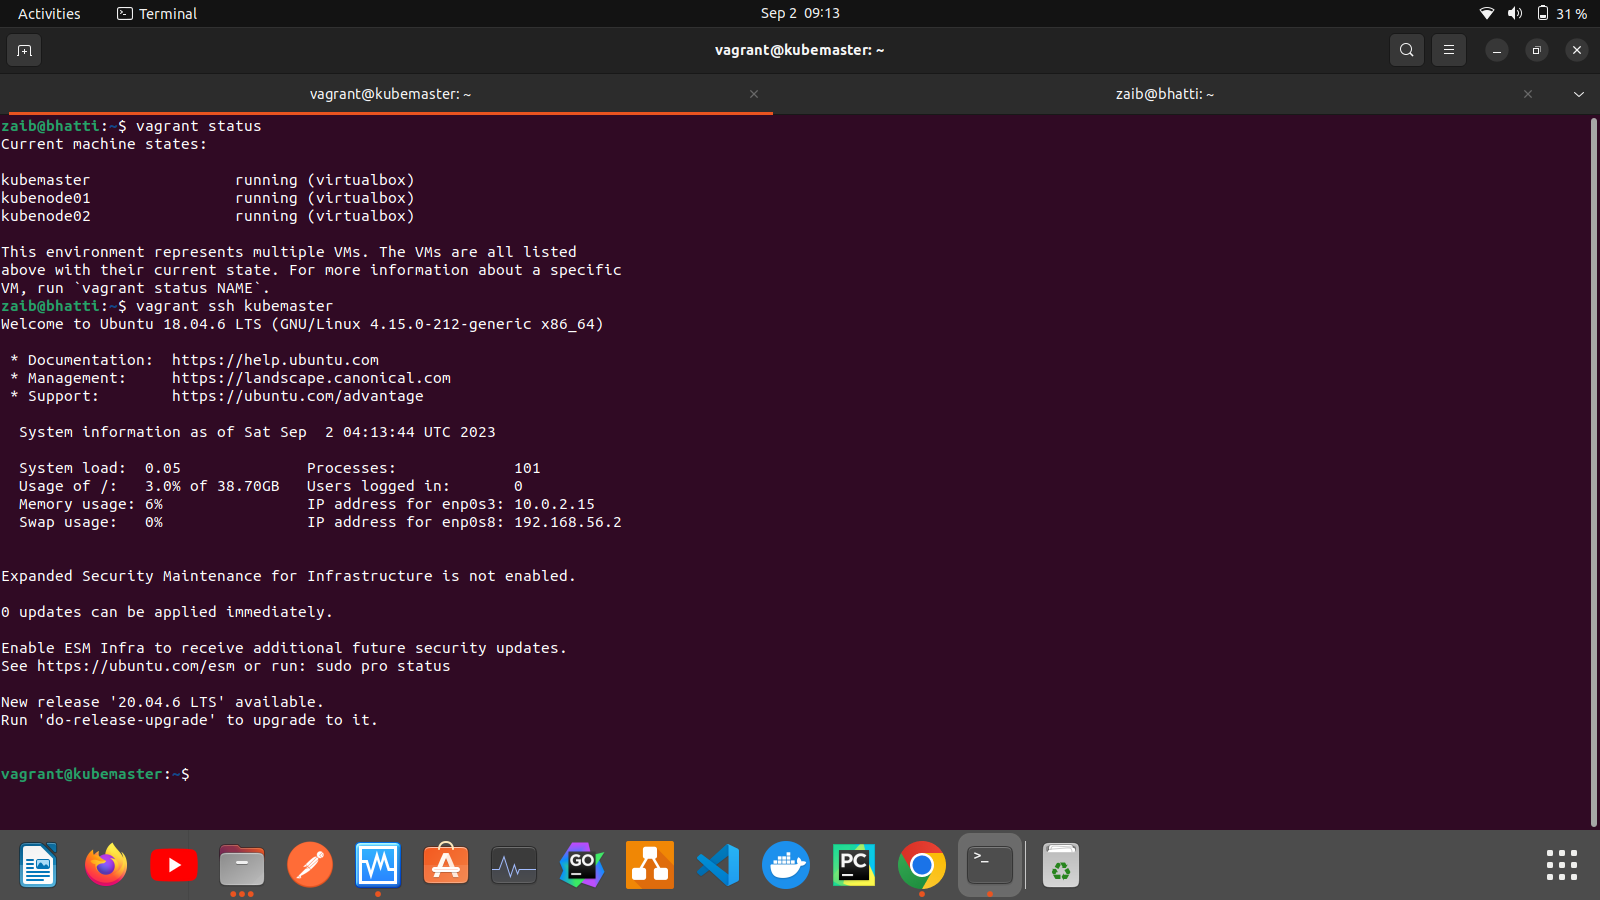 Activities Terminal Sep 2 09:13 31 %
vagrant@kubemaster: ~
vagrant@kubemaster: ~ zaib@bhatti: ~
zaib@bhatti:~$ vagrant status
Current machine states:
kubemaster                running (virtualbox)
kubenode01                running (virtualbox)
kubenode02                running (virtualbox)
This environment represents multiple VMs. The VMs are all listed
above with their current state. For more information about a specific
VM, run `vagrant status NAME`.
zaib@bhatti:~$ vagrant ssh kubemaster
Welcome to Ubuntu 18.04.6 LTS (GNU/Linux 4.15.0-212-generic x86_64)
 * Documentation:  https://help.ubuntu.com
 * Management:     https://landscape.canonical.com
 * Support:        https://ubuntu.com/advantage
  System information as of Sat Sep  2 04:13:44 UTC 2023
  System load:  0.05              Processes:             101
  Usage of /:   3.0% of 38.70GB   Users logged in:       0
  Memory usage: 6%                IP address for enp0s3: 10.0.2.15
  Swap usage:   0%                IP address for enp0s8: 192.168.56.2
Expanded Security Maintenance for Infrastructure is not enabled.
0 updates can be applied immediately.
Enable ESM Infra to receive additional future security updates.
See https://ubuntu.com/esm or run: sudo pro status
New release '20.04.6 LTS' available.
Run 'do-release-upgrade' to upgrade to it.
vagrant@kubemaster:~$
GO PC >_